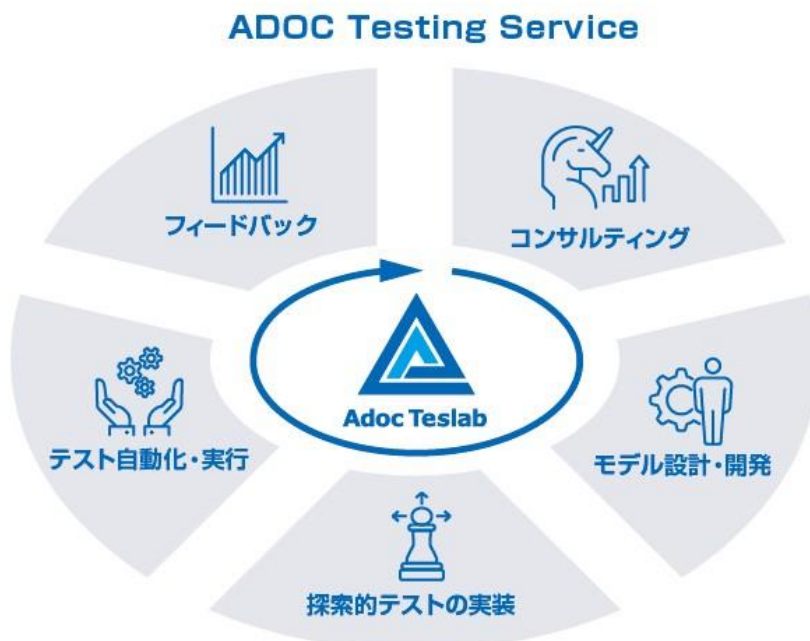 ADOC Testing Service
フィードバック
コンサルティング
Adoc Teslab
テスト自動化・実行
モデル設計・開発
探索的テストの実装